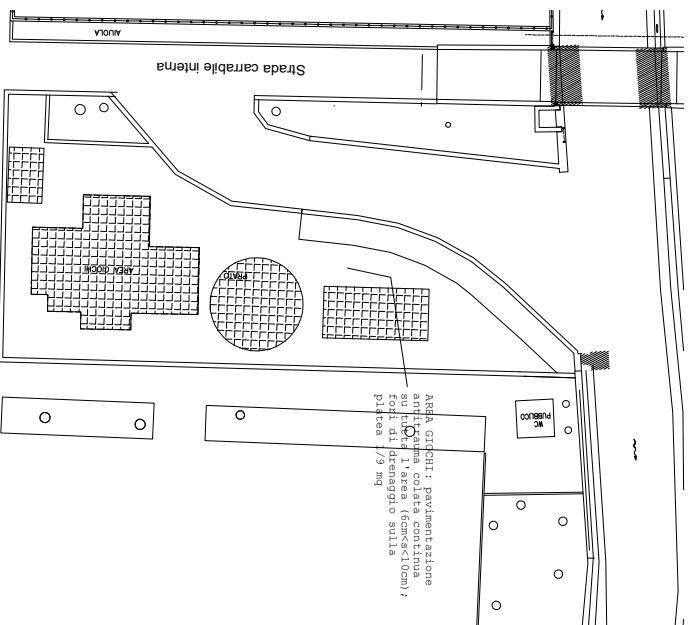 AIUOLA
Strada carrabile interna
AREA GIOCHI
PRATO
AREA GIOCHI: pavimentazione
antitrauma colata continua
su tutta l'area (6cm<s<10cm);
fori di drenaggio sulla
platea 1/9 mq
WC
PUBBLICO